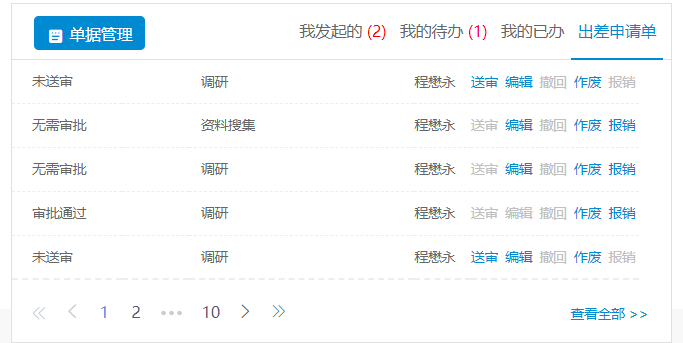 单据管理 我发起的 (2) 我的待办 (1) 我的已办 出差申请单
未送审 调研 程懋永 送审 编辑 撤回 作废 报销
无需审批 资料搜集 程懋永 送审 编辑 撤回 作废 报销
无需审批 调研 程懋永 送审 编辑 撤回 作废 报销
审批通过 调研 程懋永 送审 编辑 撤回 作废 报销
未送审 调研 程懋永 送审 编辑 撤回 作废 报销
1 2 ••• 10 查看全部 >>